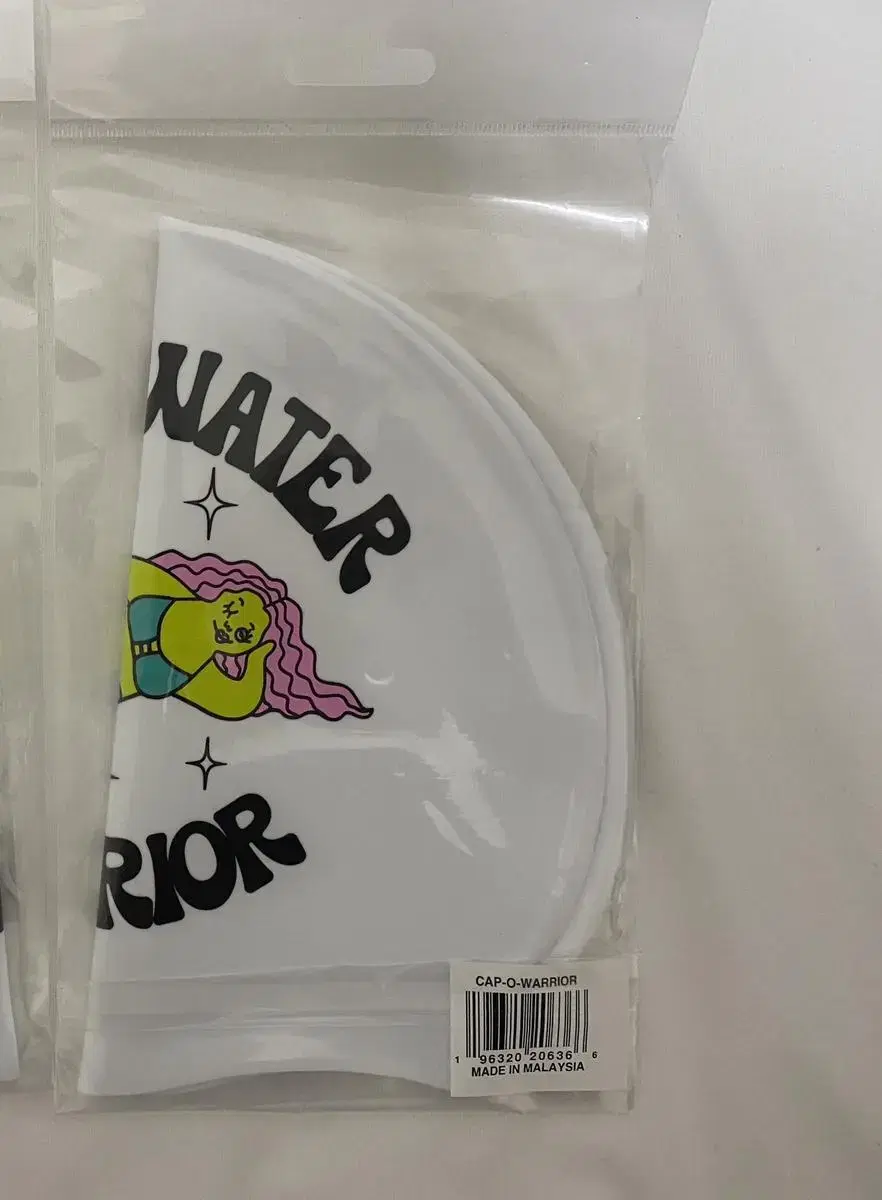 WATER
RIOR
CAP-O-WARRIOR
1 96320 20636 6
MADE IN MALAYSIA